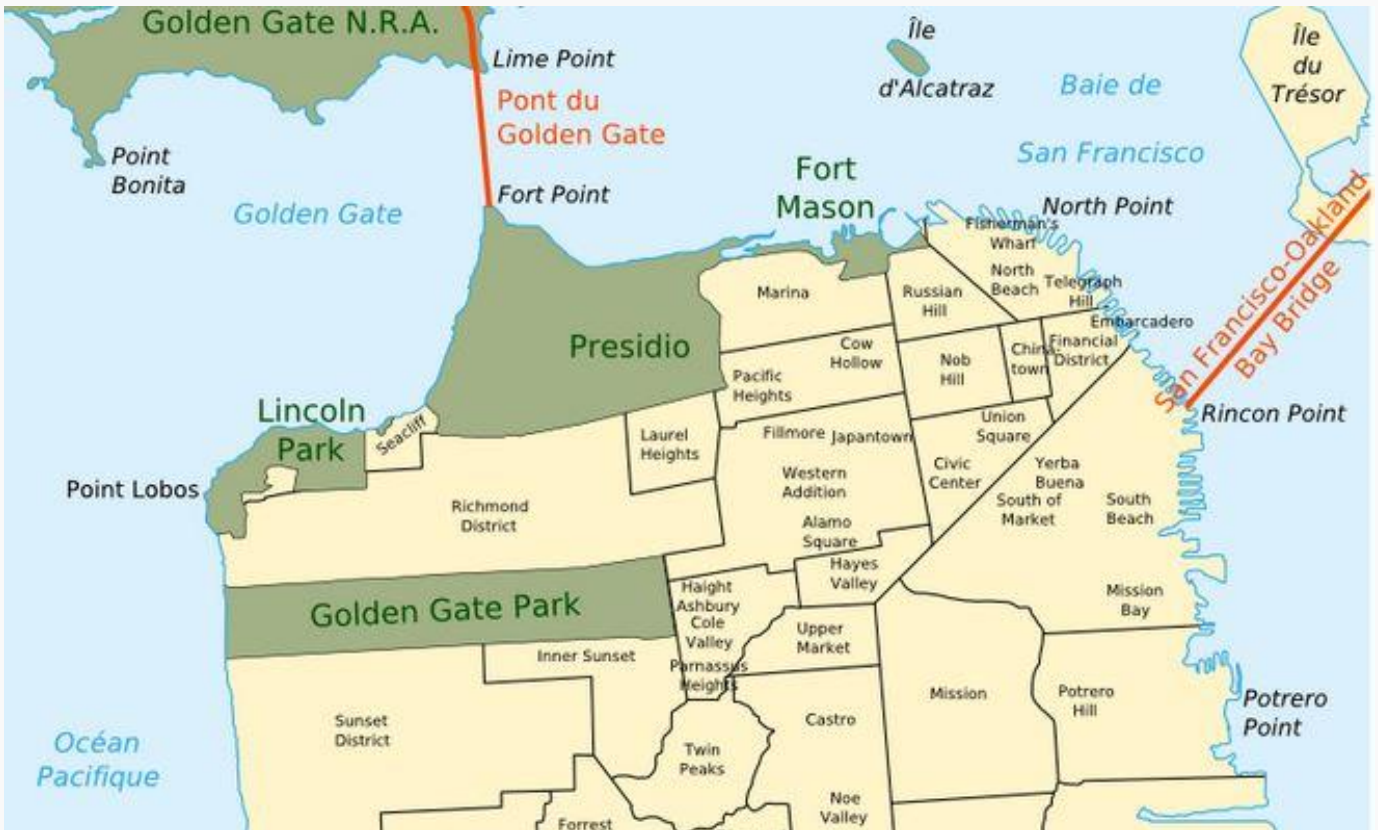 Golden Gate N.R.A.
Lime Point
Pont du
Golden Gate
Île
d'Alcatraz
Baie de
San Francisco
Île
du
Trésor
Point
Bonita
Golden Gate
Fort Point
Fort
Mason
North Point
Fisherman's
Wharf
North
Beach
Telegraph
Hill
Embarcadero
San Francisco-Oakland
Bay Bridge
Marina
Russian
Hill
Presidio
Cow
Hollow
Pacific
Heights
Nob
Hill
China-
town
Financial
District
Rincon Point
Lincoln
Park
Seacliff
Point Lobos
Laurel
Heights
Fillmore
Japantown
Union
Square
Western
Addition
Civic
Center
Yerba
Buena
South of
Market
South
Beach
Richmond
District
Alamo
Square
Hayes
Valley
Golden Gate Park
Haight
Ashbury
Cole
Valley
Mission
Bay
Upper
Market
Inner Sunset
Parnassus
Heights
Mission
Potrero
Hill
Potrero
Point
Sunset
District
Castro
Océan
Pacifique
Twin
Peaks
Noe
Valley
Forrest